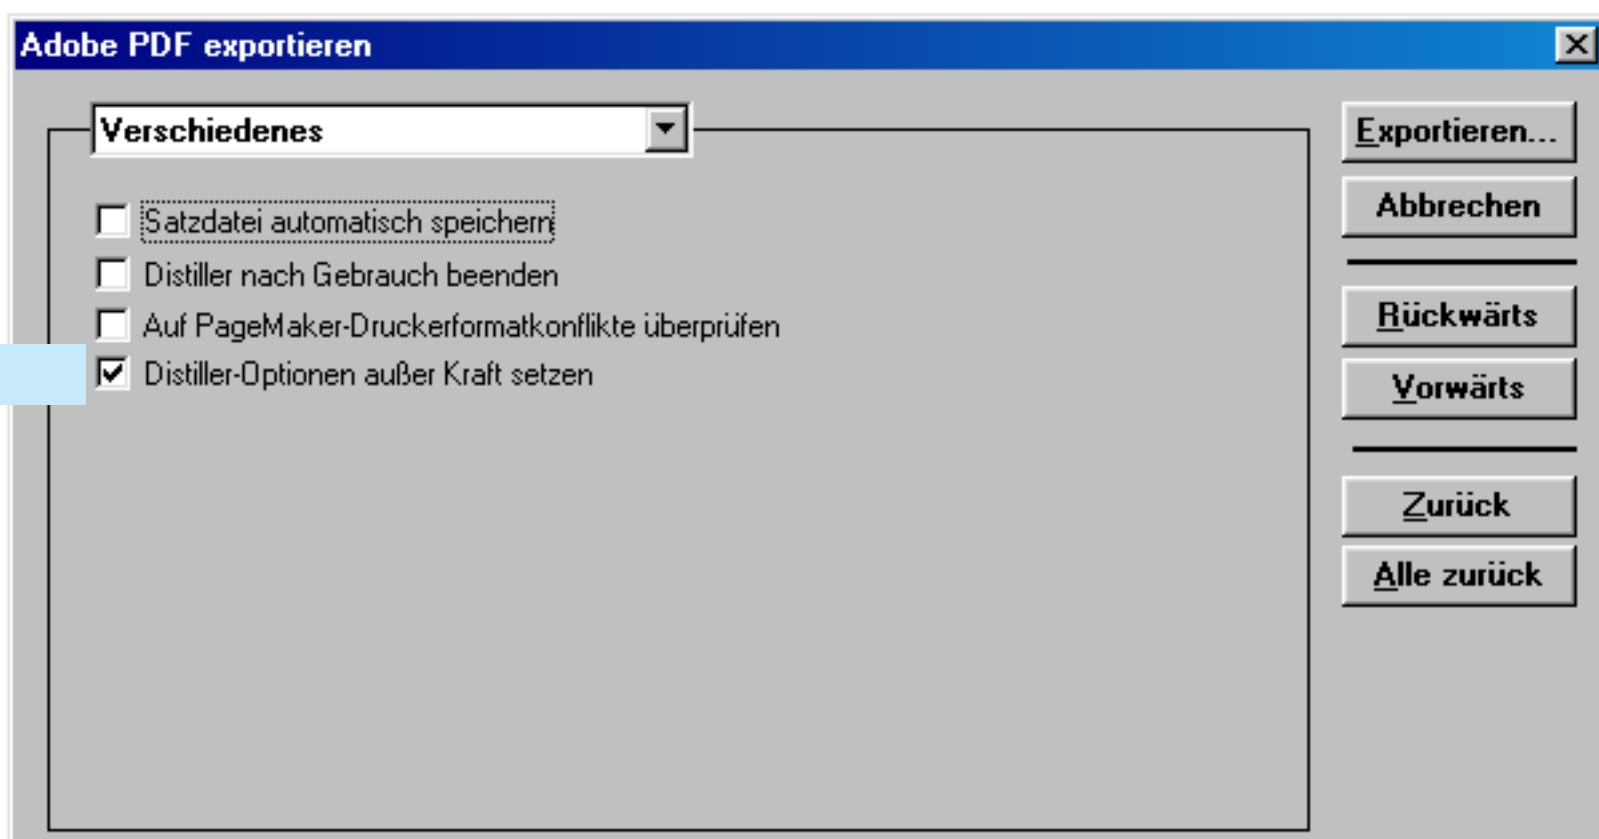 Adobe PDF exportieren
Verschiedenes
Satzdatei automatisch speichern
Distiller nach Gebrauch beenden
Auf PageMaker-Druckerformatkonflikte überprüfen
Distiller-Optionen außer Kraft setzen
Exportieren...
Abbrechen
Rückwärts
Vorwärts
Zurück
Alle zurück